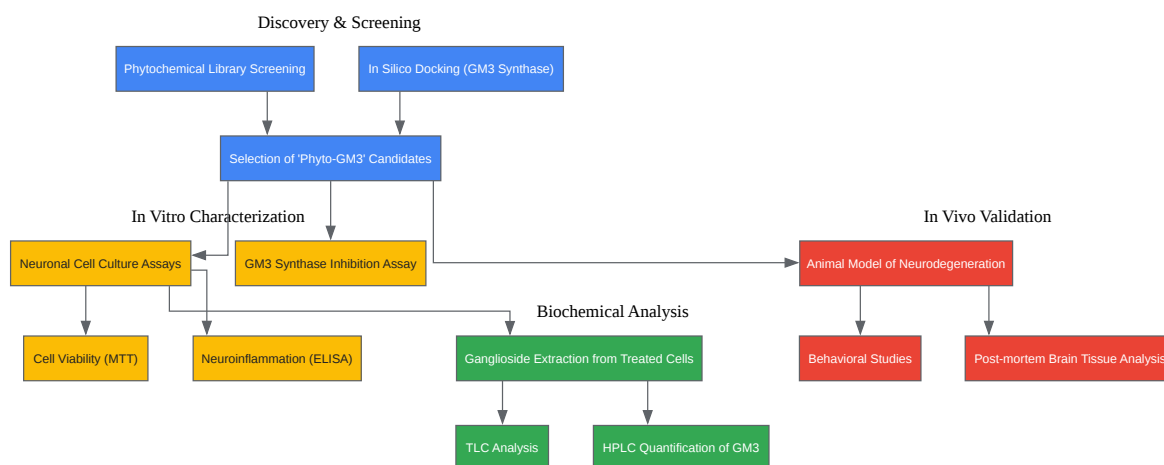 Discovery & Screening
Phytochemical Library Screening
In Silico Docking (GM3 Synthase)
Selection of 'Phyto-GM3' Candidates
In Vitro Characterization
In Vivo Validation
Neuronal Cell Culture Assays
GM3 Synthase Inhibition Assay
Animal Model of Neurodegeneration
Biochemical Analysis
Cell Viability (MTT)
Neuroinflammation (ELISA)
Ganglioside Extraction from Treated Cells
Behavioral Studies
Post-mortem Brain Tissue Analysis
TLC Analysis
HPLC Quantification of GM3